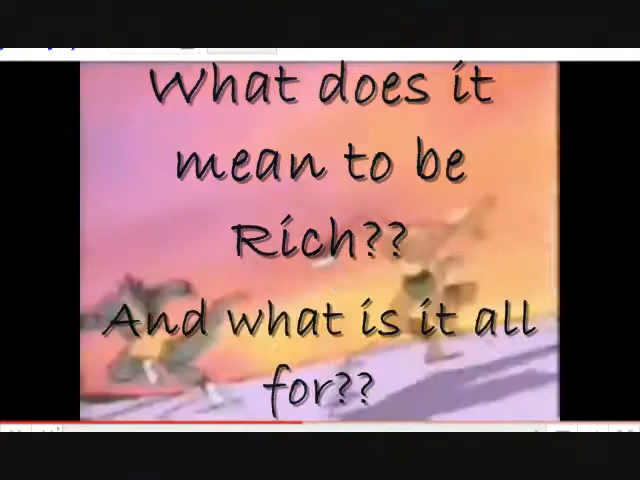 What does it
mean to be
Rich??
And what is it all
for??